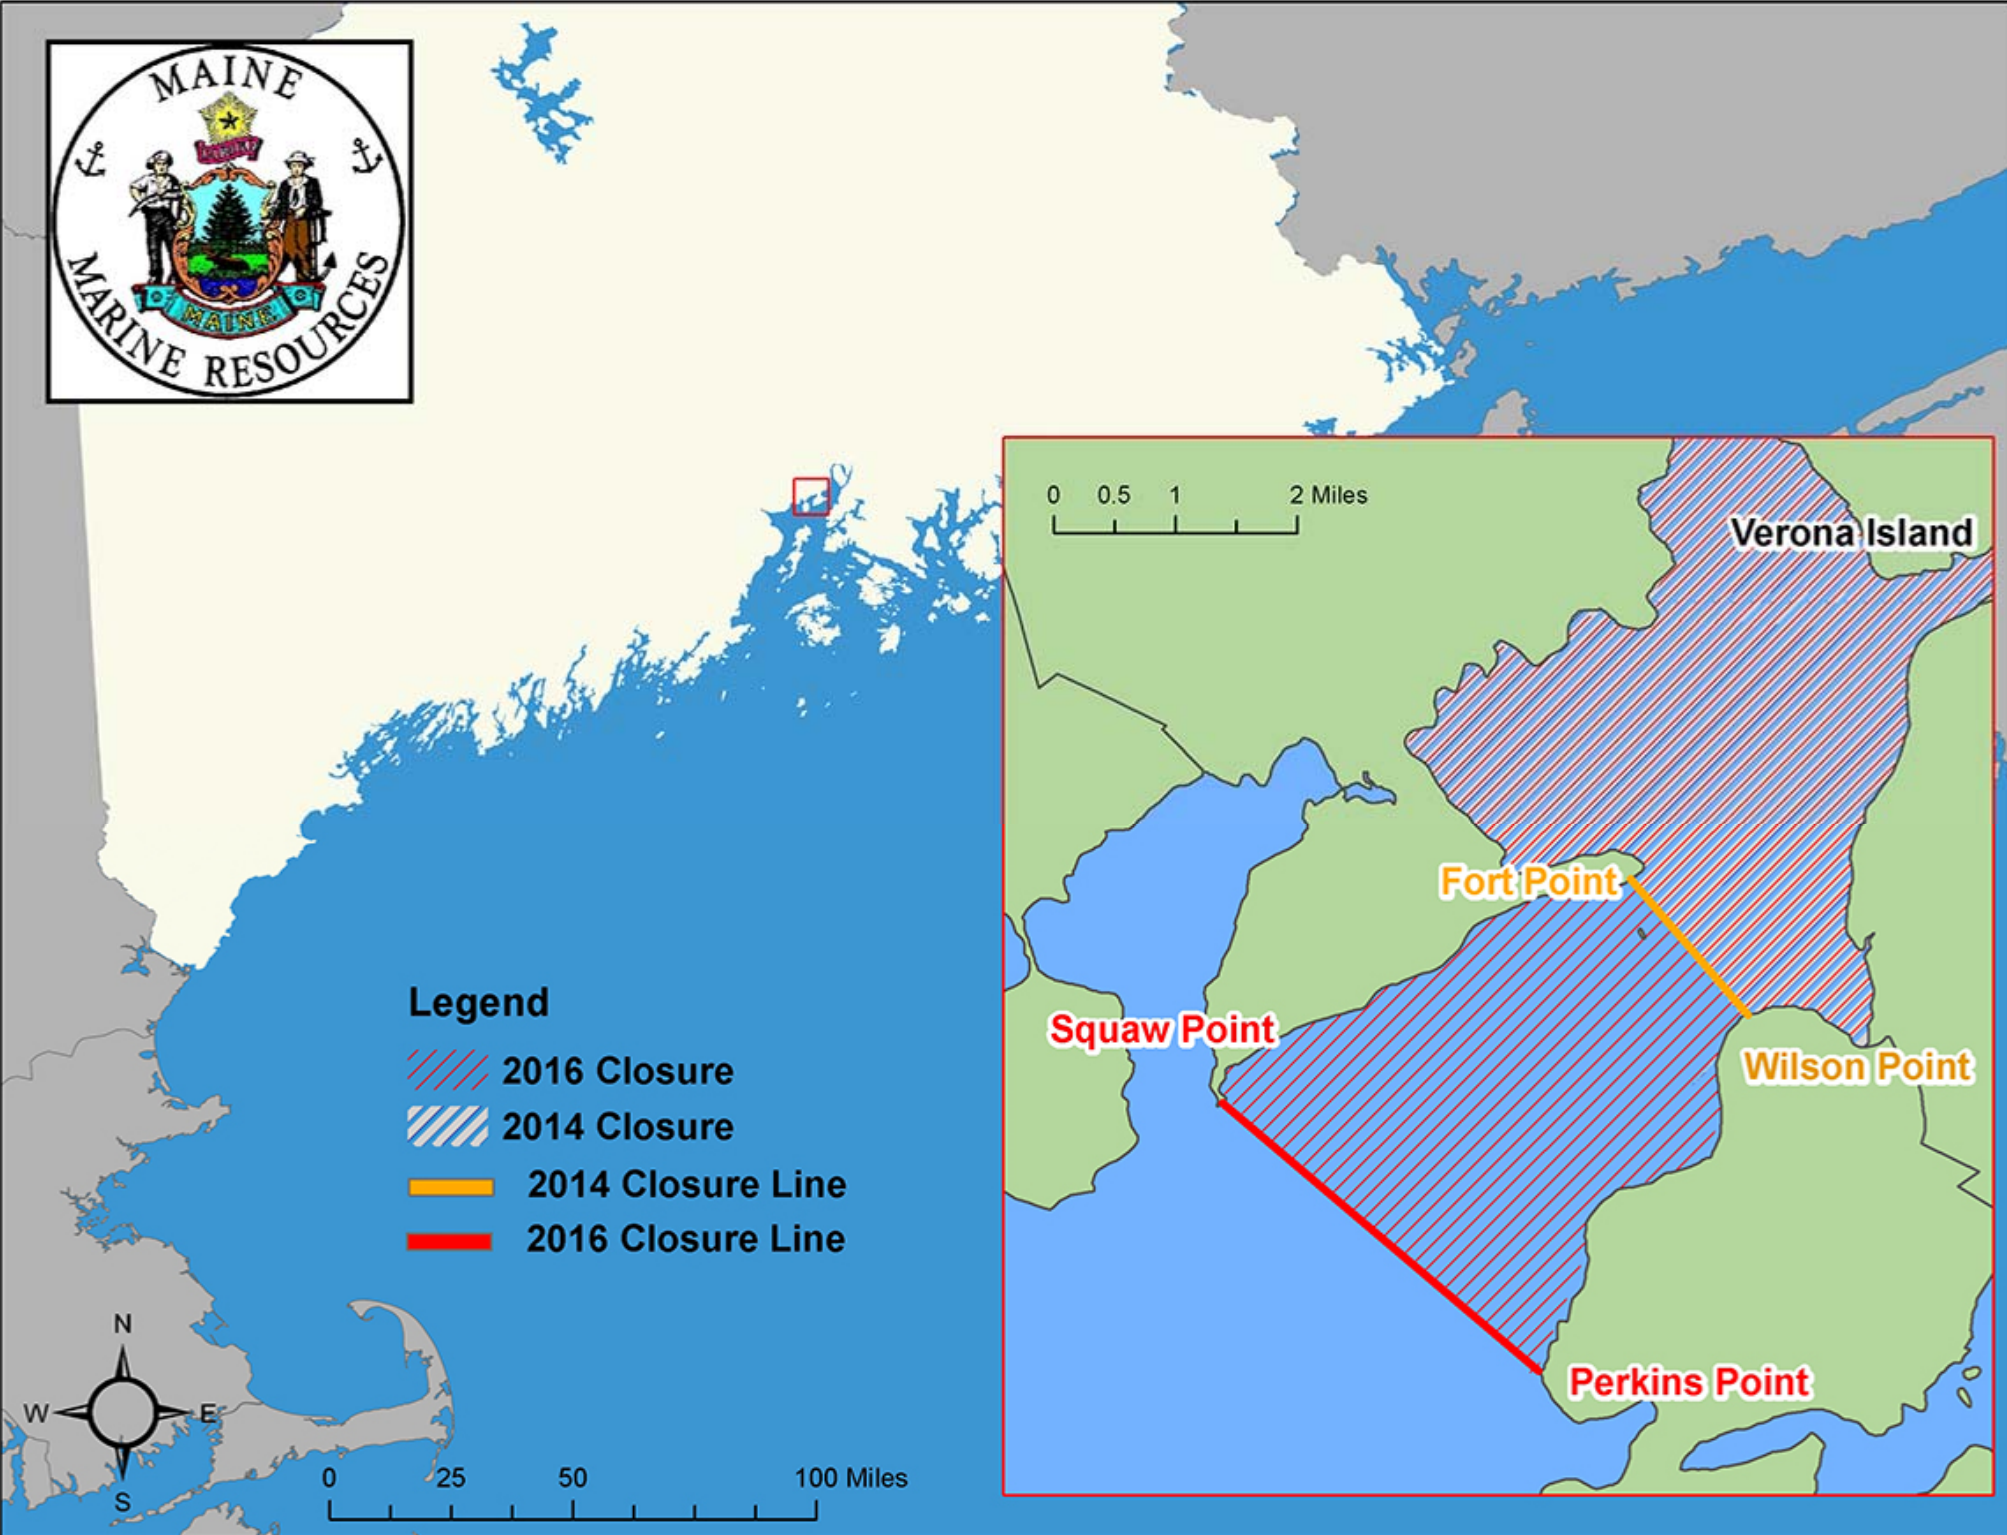 MAINE
MAINE
MARINE RESOURCES
0 0.5 1 2 Miles
Verona Island
Fort Point
Squaw Point
Wilson Point
Perkins Point
Legend
2016 Closure
2014 Closure
2014 Closure Line
2016 Closure Line
N
W E
S
0 25 50 100 Miles